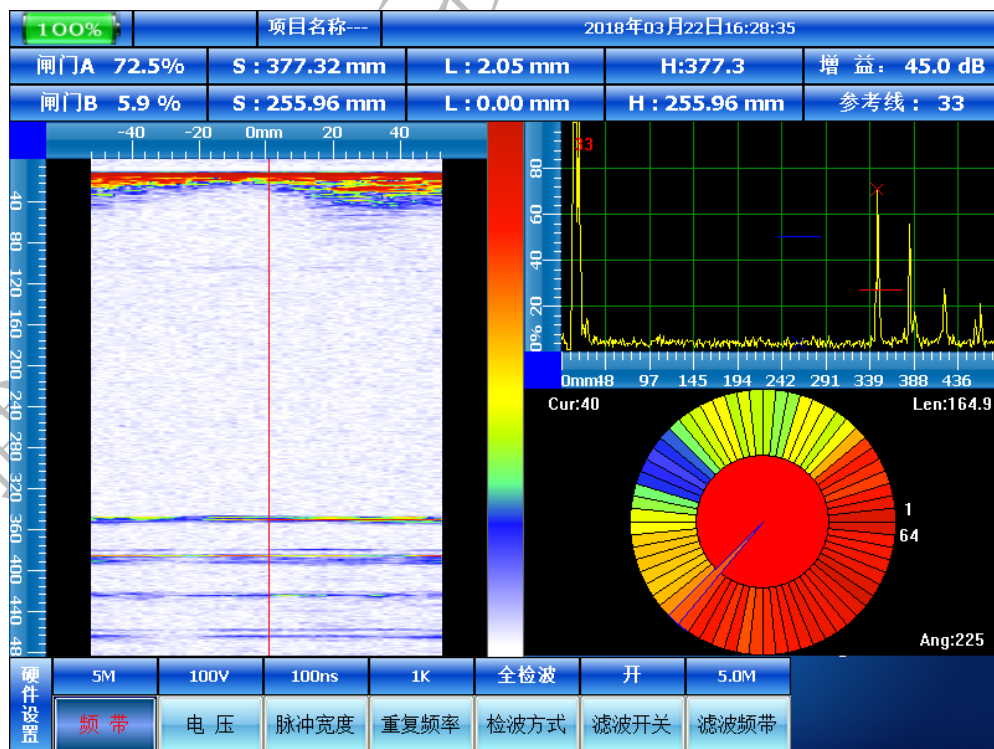 100% 项目名称--- 2018年03月22日16:28:35
闸门A 72.5% S : 377.32 mm L : 2.05 mm H:377.3 增 益: 45.0 dB
闸门B 5.9 % S : 255.96 mm L : 0.00 mm H : 255.96 mm 参考线 : 33
-40 -20 0mm 20 40
40
80
120
160
200
240
280
320
360
400
440
48
33
80
60
40
20
0%
0mm48 97 145 194 242 291 339 388 436
Cur:40 Len:164.9
1
64
Ang:225
硬件设置 5M 100V 100ns 1K 全检波 开 5.0M
频 带 电 压 脉冲宽度 重复频率 检波方式 滤波开关 滤波频带